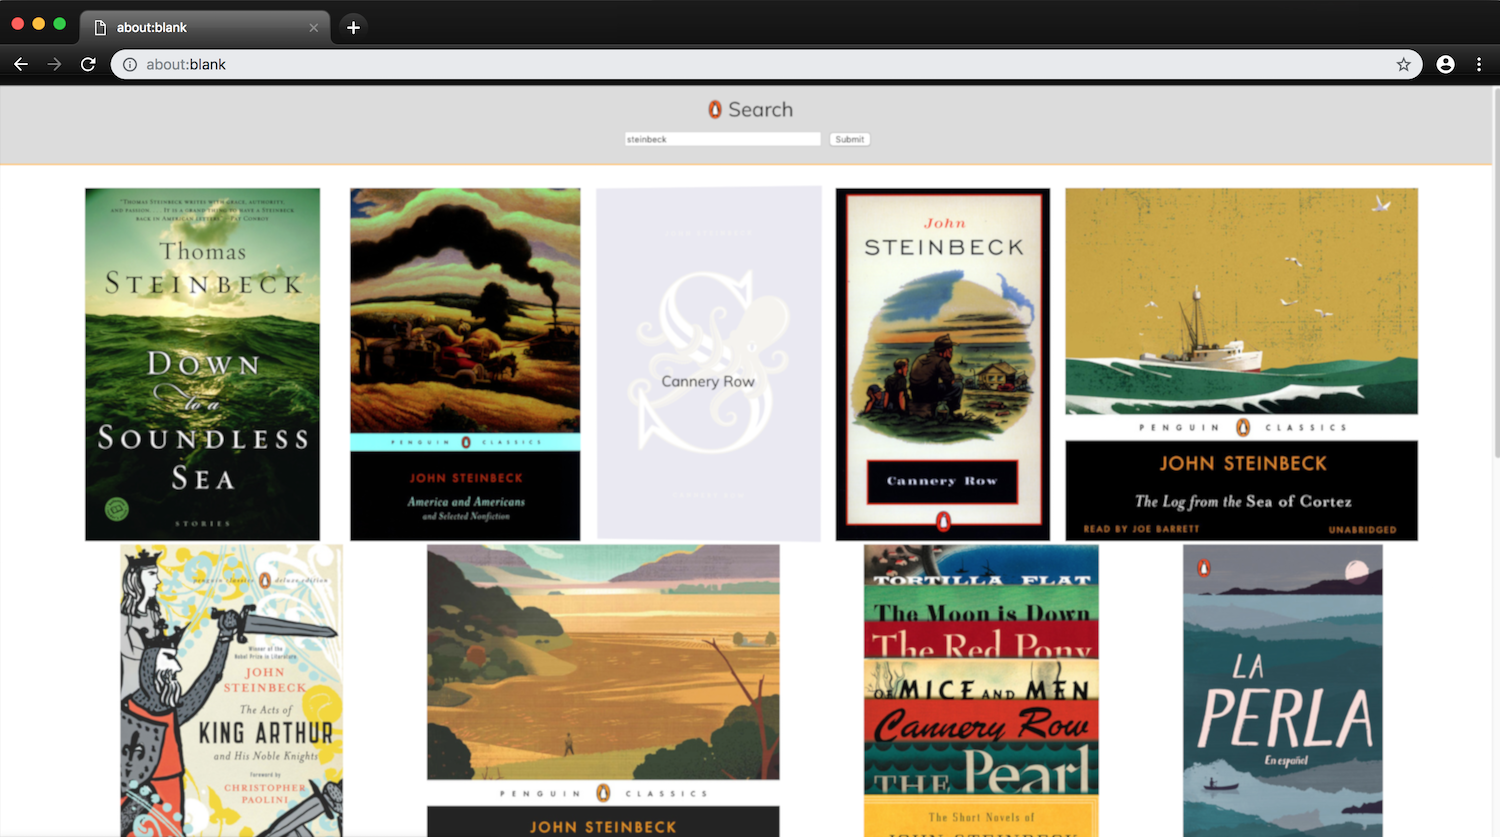 about:blank
about:blank
Search
steinbeck
Submit
"THOMAS STEINBECK WRITES WITH GRACE, AUTHORITY,
AND PASSION. . . . IT IS A GRAND THING TO HAVE A STEINBECK
BACK IN AMERICAN LETTERS." —PAT CONROY
Thomas
STEINBECK
DOWN
to a
SOUNDLESS
SEA
STORIES
PENGUIN CLASSICS
JOHN STEINBECK
America and Americans
and Selected Nonfiction
JOHN STEINBECK
Cannery Row
CANNERY ROW
John
STEINBECK
Cannery Row
PENGUIN CLASSICS
JOHN STEINBECK
The Log from the Sea of Cortez
READ BY JOE BARRETT UNABRIDGED
penguin classics deluxe edition
Winner of the
Nobel Prize in Literature
JOHN
STEINBECK
The Acts of
KING ARTHUR
and His Noble Knights
Foreword by
CHRISTOPHER
PAOLINI
PENGUIN CLASSICS
JOHN STEINBECK
TORTILLA FLAT
The Moon is Down
The Red Pony
OF MICE AND MEN
Cannery Row
THE Pearl
The Short Novels of
JOHN STEINBECK
LA
PERLA
En español